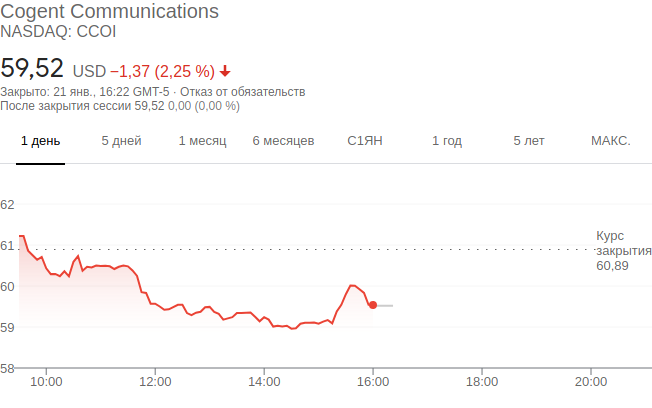 Cogent Communications
NASDAQ: CCOI
59,52 USD −1,37 (2,25 %)
Закрыто: 21 янв., 16:22 GMT-5 · Отказ от обязательств
После закрытия сессии 59,52 0,00 (0,00 %)
1 день 5 дней 1 месяц 6 месяцев С1ЯН 1 год 5 лет МАКС.
62
61
60
59
58
Курс
закрытия
60,89
10:00 12:00 14:00 16:00 18:00 20:00